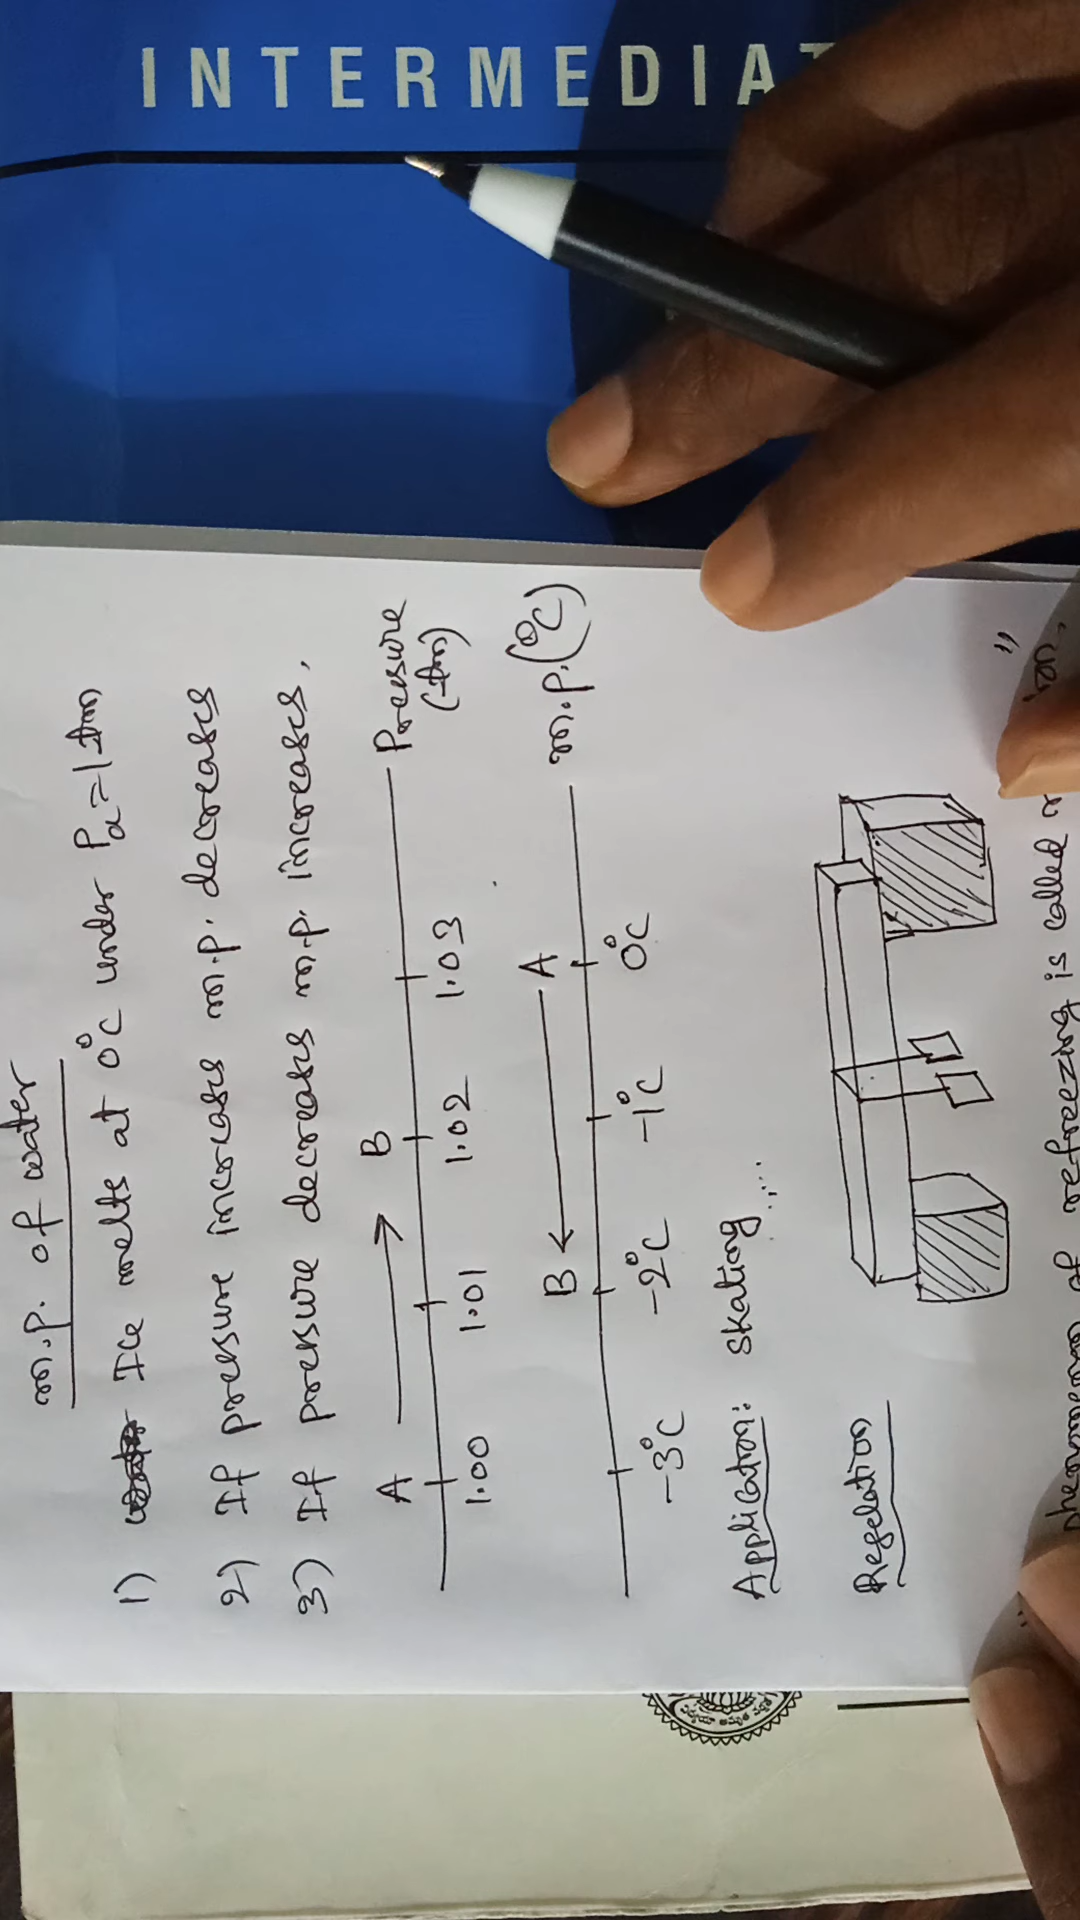 INTERMEDIAT
m.p. of water
1) Ice melts at 0°C under Pa = 1 atm
2) If pressure increases m.p. decreases
3) If pressure decreases m.p. increases.
A B
Pressure
(atm)
1.00 1.01 1.02 1.03
B A
m.p. (°C)
-3°C -2°C -1°C 0°C
Application: Skating .....
Regelation
"phenomenon of refreezing is called
"